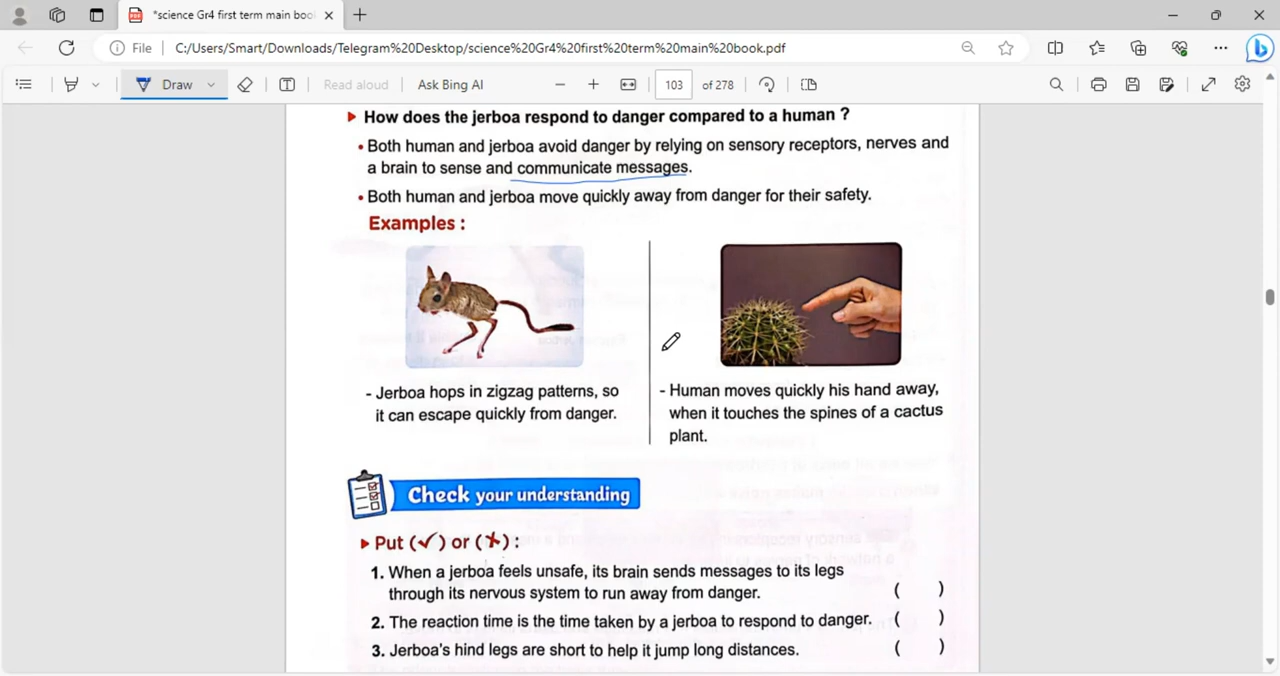 *science Gr4 first term main boo
File
C:/Users/Smart/Downloads/Telegram%20Desktop/science%20Gr4%20first%20term%20main%20book.pdf
Draw
Read aloud
Ask Bing AI
103 of 278
How does the jerboa respond to danger compared to a human ?
• Both human and jerboa avoid danger by relying on sensory receptors, nerves and
a brain to sense and communicate messages.
• Both human and jerboa move quickly away from danger for their safety.
Examples :
- Jerboa hops in zigzag patterns, so
it can escape quickly from danger.
- Human moves quickly his hand away,
when it touches the spines of a cactus
plant.
Check your understanding
Put (✓) or (✗) :
1. When a jerboa feels unsafe, its brain sends messages to its legs
through its nervous system to run away from danger. ( )
2. The reaction time is the time taken by a jerboa to respond to danger. ( )
3. Jerboa's hind legs are short to help it jump long distances. ( )